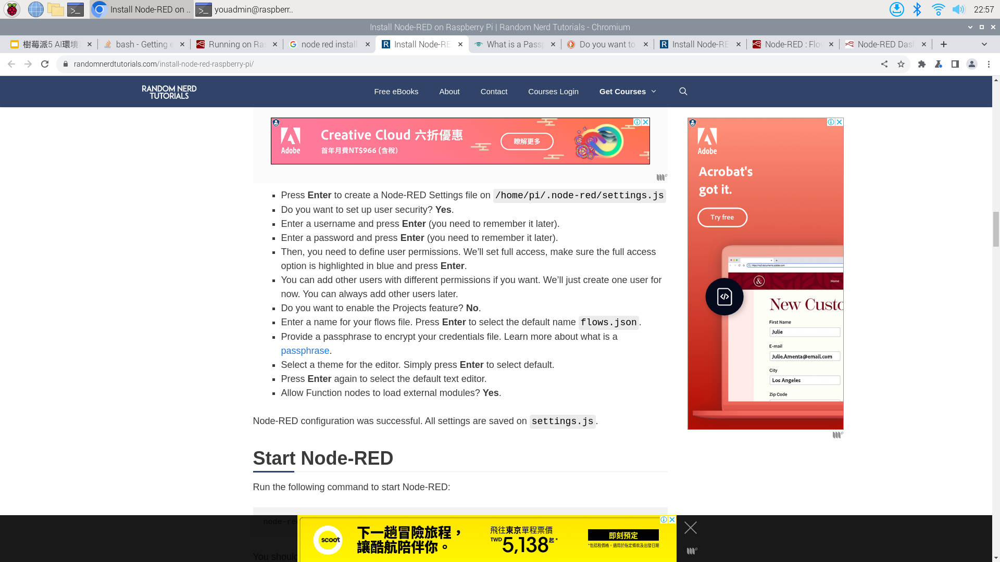 Install Node-RED on ..
youadmin@raspberr..
22:57
Install Node-RED on Raspberry Pi | Random Nerd Tutorials - Chromium
樹莓派5 AI環境
bash - Getting e
Running on Ras
node red install
Install Node-RE
What is a Passp
Do you want to
Install Node-RE
Node-RED : Flo
Node-RED Das
randomnerdtutorials.com/install-node-red-raspberry-pi/
RANDOM NERD
TUTORIALS
Free eBooks
About
Contact
Courses Login
Get Courses
Adobe
Creative Cloud 六折優惠
首年月費NT$966 (含稅)
瞭解更多
Press Enter to create a Node-RED Settings file on /home/pi/.node-red/settings.js
Do you want to set up user security? Yes.
Enter a username and press Enter (you need to remember it later).
Enter a password and press Enter (you need to remember it later).
Then, you need to define user permissions. We’ll set full access, make sure the full access
option is highlighted in blue and press Enter.
You can add other users with different permissions if you want. We’ll just create one user for
now. You can always add other users later.
Do you want to enable the Projects feature? No.
Enter a name for your flows file. Press Enter to select the default name flows.json.
Provide a passphrase to encrypt your credentials file. Learn more about what is a
passphrase.
Select a theme for the editor. Simply press Enter to select default.
Press Enter again to select the default text editor.
Allow Function nodes to load external modules? Yes.
Node-RED configuration was successful. All settings are saved on settings.js.
Start Node-RED
Run the following command to start Node-RED:
node-re
You should
Adobe
Acrobat's
got it.
Try free
Home
&
New Custo
First Name
Julie
E-mail
Julie.Amenta@email.com
City
Los Angeles
Zip Code
scoot
下一趟冒險旅程，
讓酷航陪伴你。
飛往東京單程票價
TWD 5,138起*
即刻預定
*包括稅價格。適用於指定條款及出發日期